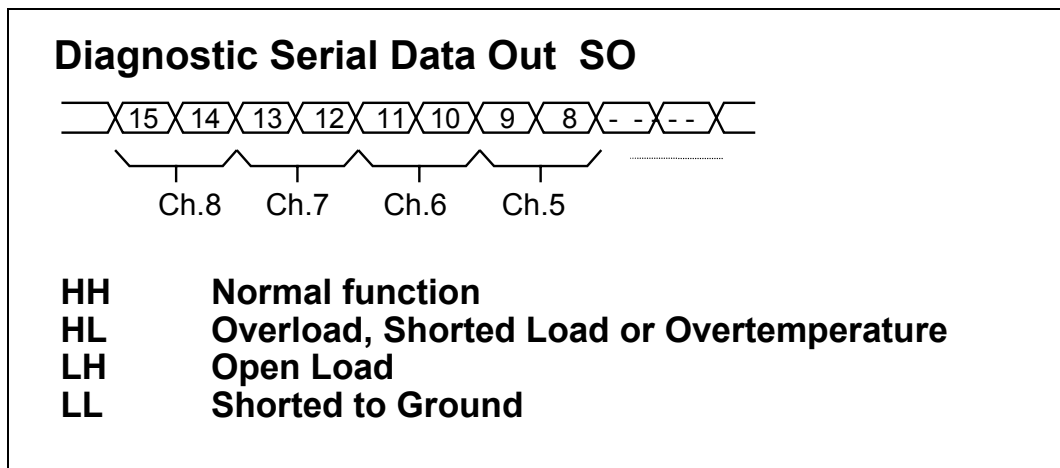 Diagnostic Serial Data Out SO
15 14 13 12 11 10 9 8 - - - -
Ch.8 Ch.7 Ch.6 Ch.5
HH Normal function
HL Overload, Shorted Load or Overtemperature
LH Open Load
LL Shorted to Ground